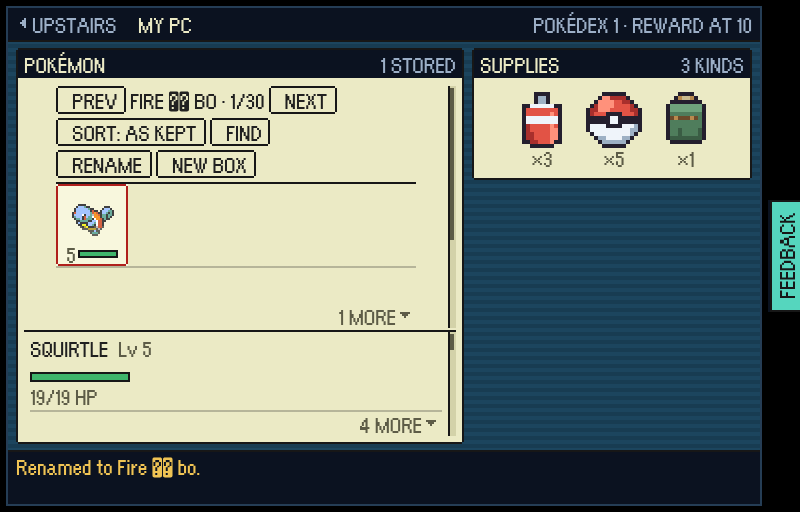 UPSTAIRS MY PC POKÉDEX 1 · REWARD AT 10
POKÉMON 1 STORED
SUPPLIES 3 KINDS
PREV FIRE ⍰⍰ BO · 1/30 NEXT
SORT: AS KEPT FIND
RENAME NEW BOX
5
1 MORE
SQUIRTLE Lv 5
19/19 HP
4 MORE
×3 ×5 ×1
FEEDBACK
Renamed to Fire ⍰⍰ bo.